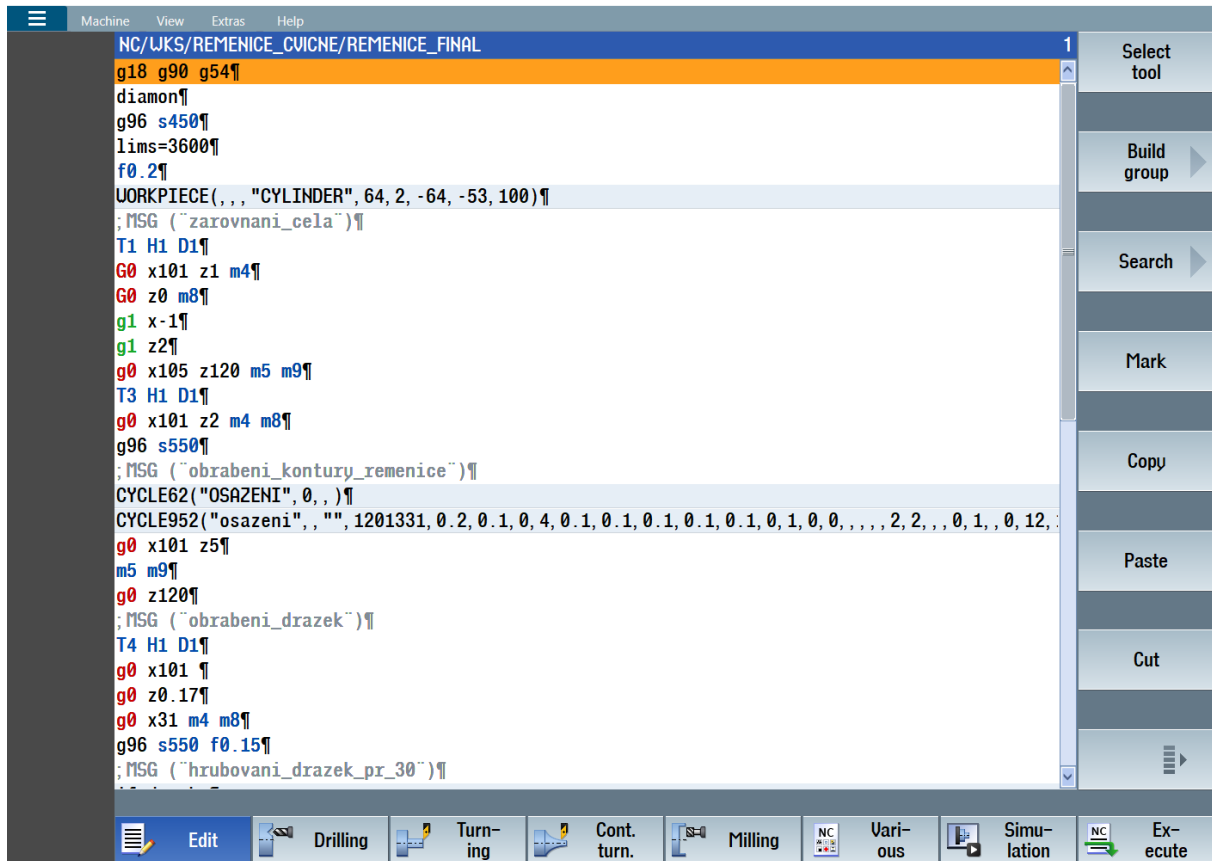 Machine View Extras Help
NC/WKS/REMENICE_CVICNE/REMENICE_FINAL 1
g18 g90 g54¶
diamon¶
g96 s450¶
lims=3600¶
f0.2¶
WORKPIECE(,,,"CYLINDER",64,2,-64,-53,100)¶
;MSG (¨zarovnani_cela¨)¶
T1 H1 D1¶
G0 x101 z1 m4¶
G0 z0 m8¶
g1 x-1¶
g1 z2¶
g0 x105 z120 m5 m9¶
T3 H1 D1¶
g0 x101 z2 m4 m8¶
g96 s550¶
;MSG (¨obrabeni_kontury_remenice¨)¶
CYCLE62("OSAZENI",0,,)¶
CYCLE952("osazeni",,"",1201331,0.2,0.1,0,4,0.1,0.1,0.1,0.1,0.1,0,1,0,0,,,,,2,2,,,0,1,,0,12,
g0 x101 z5¶
m5 m9¶
g0 z120¶
;MSG (¨obrabeni_drazek¨)¶
T4 H1 D1¶
g0 x101 ¶
g0 z0.17¶
g0 x31 m4 m8¶
g96 s550 f0.15¶
;MSG (¨hrubovani_drazek_pr_30¨)¶
Select
tool
Build
group
Search
Mark
Copy
Paste
Cut
Edit
Drilling
Turn-
ing
Cont.
turn.
Milling
NC
Vari-
ous
Simu-
lation
NC
Ex-
ecute